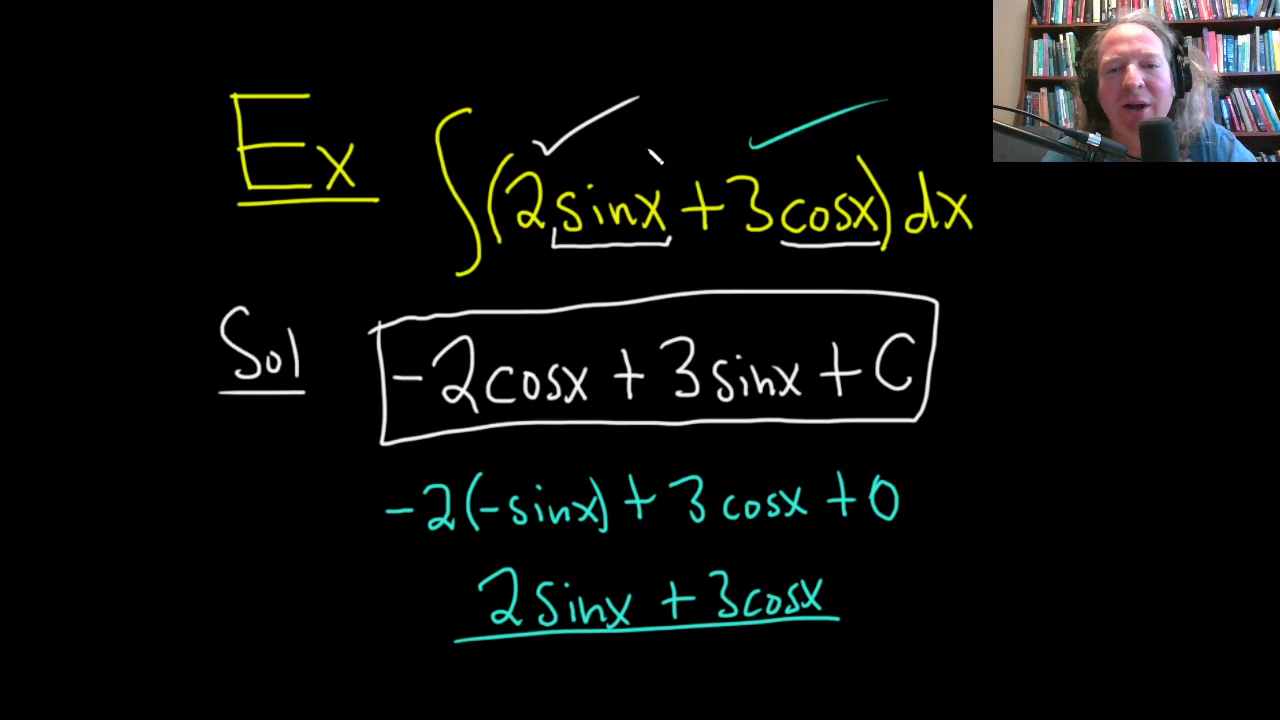 Ex ∫(2sinx + 3cosx) dx
Sol -2cosx + 3sinx + C
-2(-sinx) + 3cosx + 0
2sinx + 3cosx